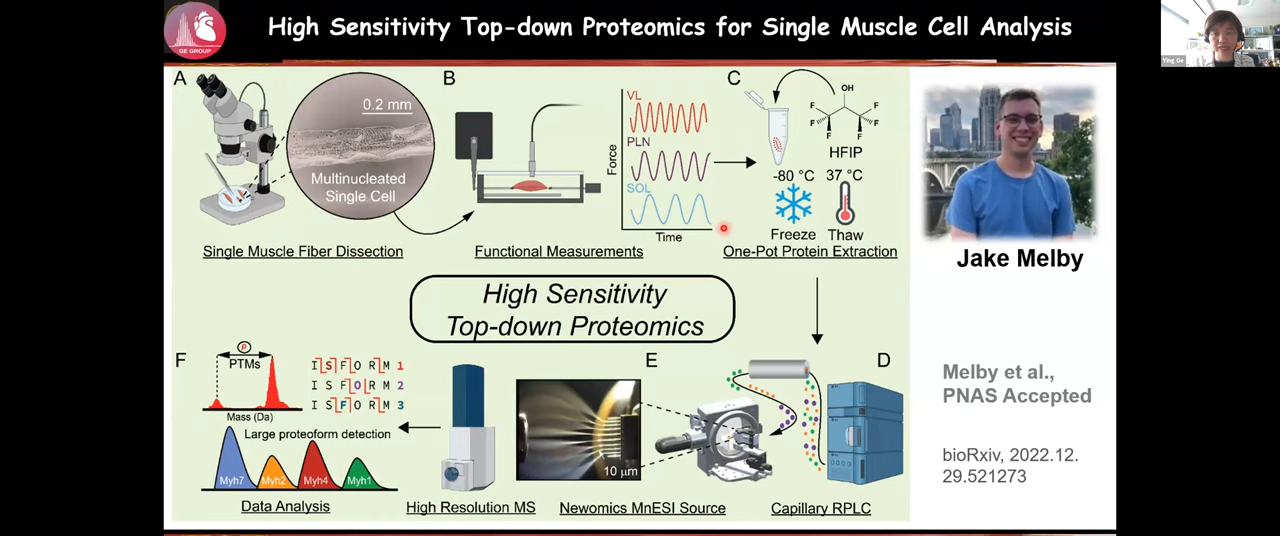 High Sensitivity Top-down Proteomics for Single Muscle Cell Analysis
GE GROUP
Ying Ge
A
0.2 mm
Multinucleated
Single Cell
Single Muscle Fiber Dissection
B
Force
VL
PLN
SOL
Time
Functional Measurements
C
OH
F
F
F
F
F
F
HFIP
-80 °C
37 °C
Freeze
Thaw
One-Pot Protein Extraction
Jake Melby
High Sensitivity
Top-down Proteomics
F
p
PTMs
Mass (Da)
I S F O R M 1
I S F O R M 2
I S F O R M 3
Large proteoform detection
Myh7
Myh2
Myh4
Myh1
Data Analysis
High Resolution MS
E
10 μm
Newomics MnESI Source
D
Capillary RPLC
Melby et al.,
PNAS Accepted
bioRxiv, 2022.12.
29.521273